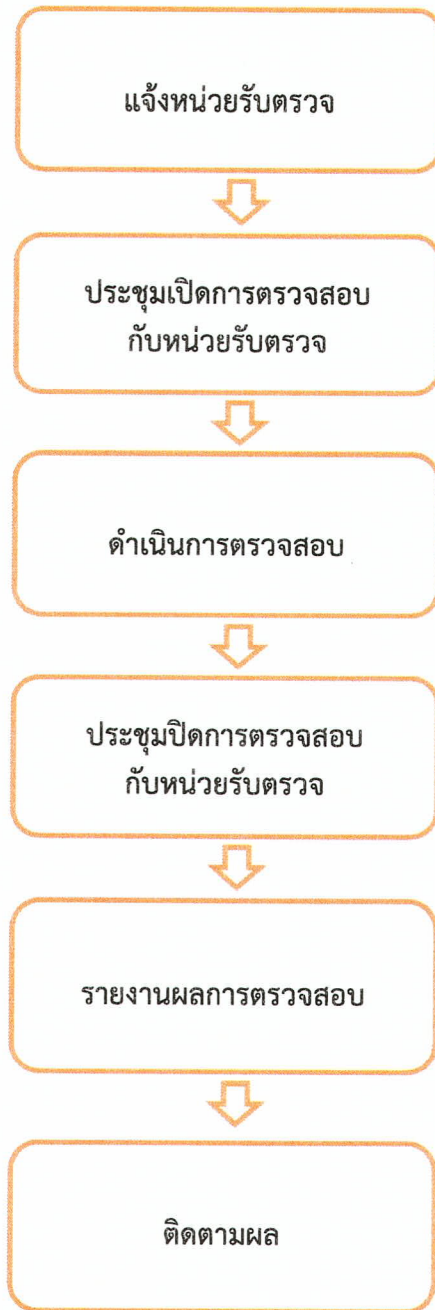 แจ้งหน่วยรับตรวจ
ประชุมเปิดการตรวจสอบ
กับหน่วยรับตรวจ
ดำเนินการตรวจสอบ
ประชุมปิดการตรวจสอบ
กับหน่วยรับตรวจ
รายงานผลการตรวจสอบ
ติดตามผล